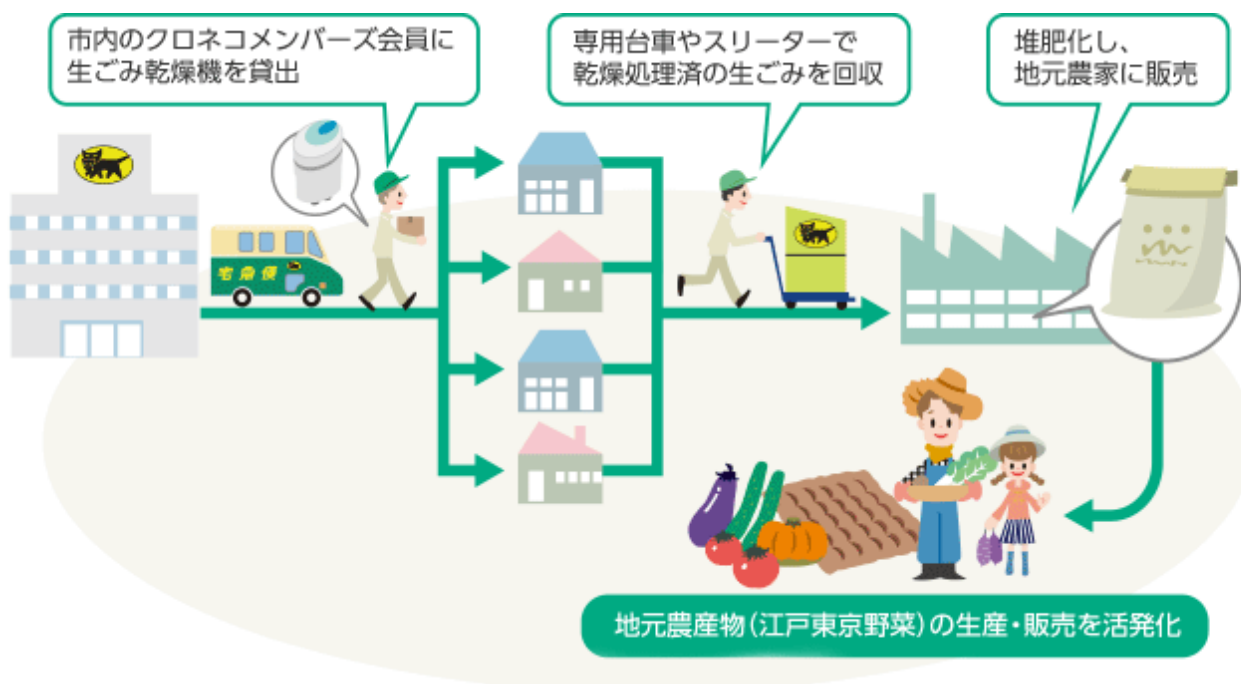 市内のクロネコメンバーズ会員に
生ごみ乾燥機を貸出
専用台車やスリーターで
乾燥処理済の生ごみを回収
堆肥化し、
地元農家に販売
宅急便
地元農産物(江戸東京野菜)の生産・販売を活発化